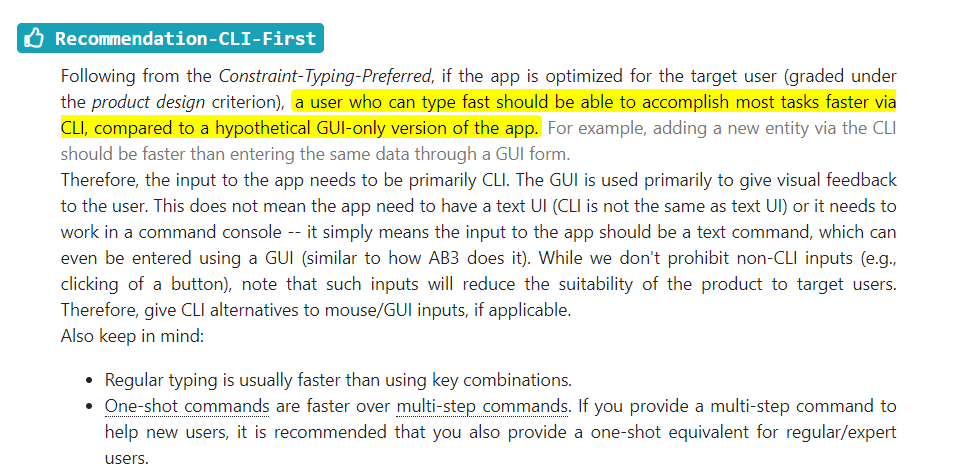 Recommendation-CLI-First
Following from the Constraint-Typing-Preferred, if the app is optimized for the target user (graded under
the product design criterion), a user who can type fast should be able to accomplish most tasks faster via
CLI, compared to a hypothetical GUI-only version of the app. For example, adding a new entity via the CLI
should be faster than entering the same data through a GUI form.
Therefore, the input to the app needs to be primarily CLI. The GUI is used primarily to give visual feedback
to the user. This does not mean the app need to have a text UI (CLI is not the same as text UI) or it needs to
work in a command console -- it simply means the input to the app should be a text command, which can
even be entered using a GUI (similar to how AB3 does it). While we don't prohibit non-CLI inputs (e.g.,
clicking of a button), note that such inputs will reduce the suitability of the product to target users.
Therefore, give CLI alternatives to mouse/GUI inputs, if applicable.
Also keep in mind:
• Regular typing is usually faster than using key combinations.
• One-shot commands are faster over multi-step commands. If you provide a multi-step command to
help new users, it is recommended that you also provide a one-shot equivalent for regular/expert
users.